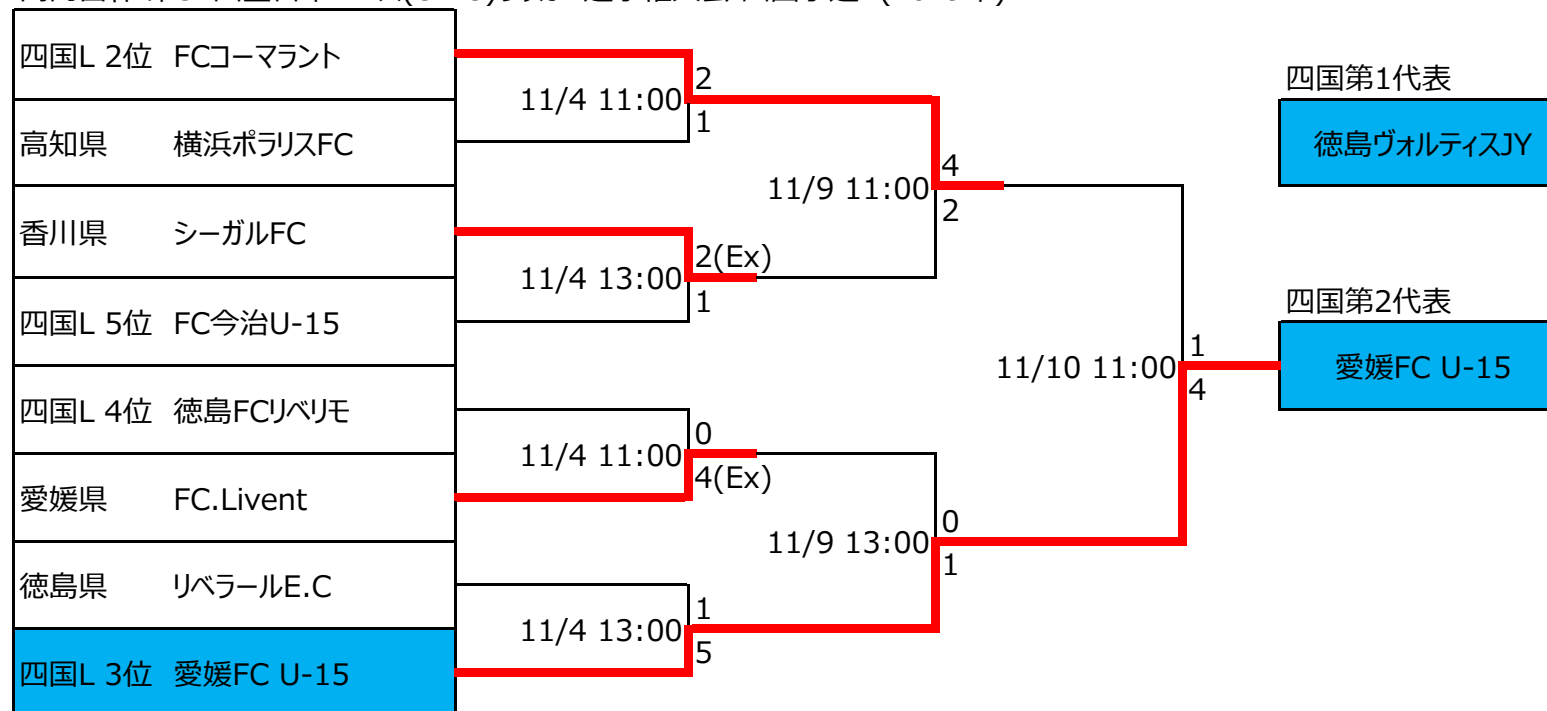 四国L 2位 FCコーマラント
11/4 11:00
2
1
高知県 横浜ポラリスFC
香川県 シーガルFC
11/4 13:00
2(Ex)
1
四国L 5位 FC今治U-15
11/9 11:00
4
2
四国L 4位 徳島FCリベリモ
11/4 11:00
0
4(Ex)
愛媛県 FC.Livent
徳島県 リベラールE.C
11/4 13:00
1
5
四国L 3位 愛媛FC U-15
11/9 13:00
0
1
11/10 11:00
1
4
四国第1代表
徳島ヴォルティスJY
四国第2代表
愛媛FC U-15